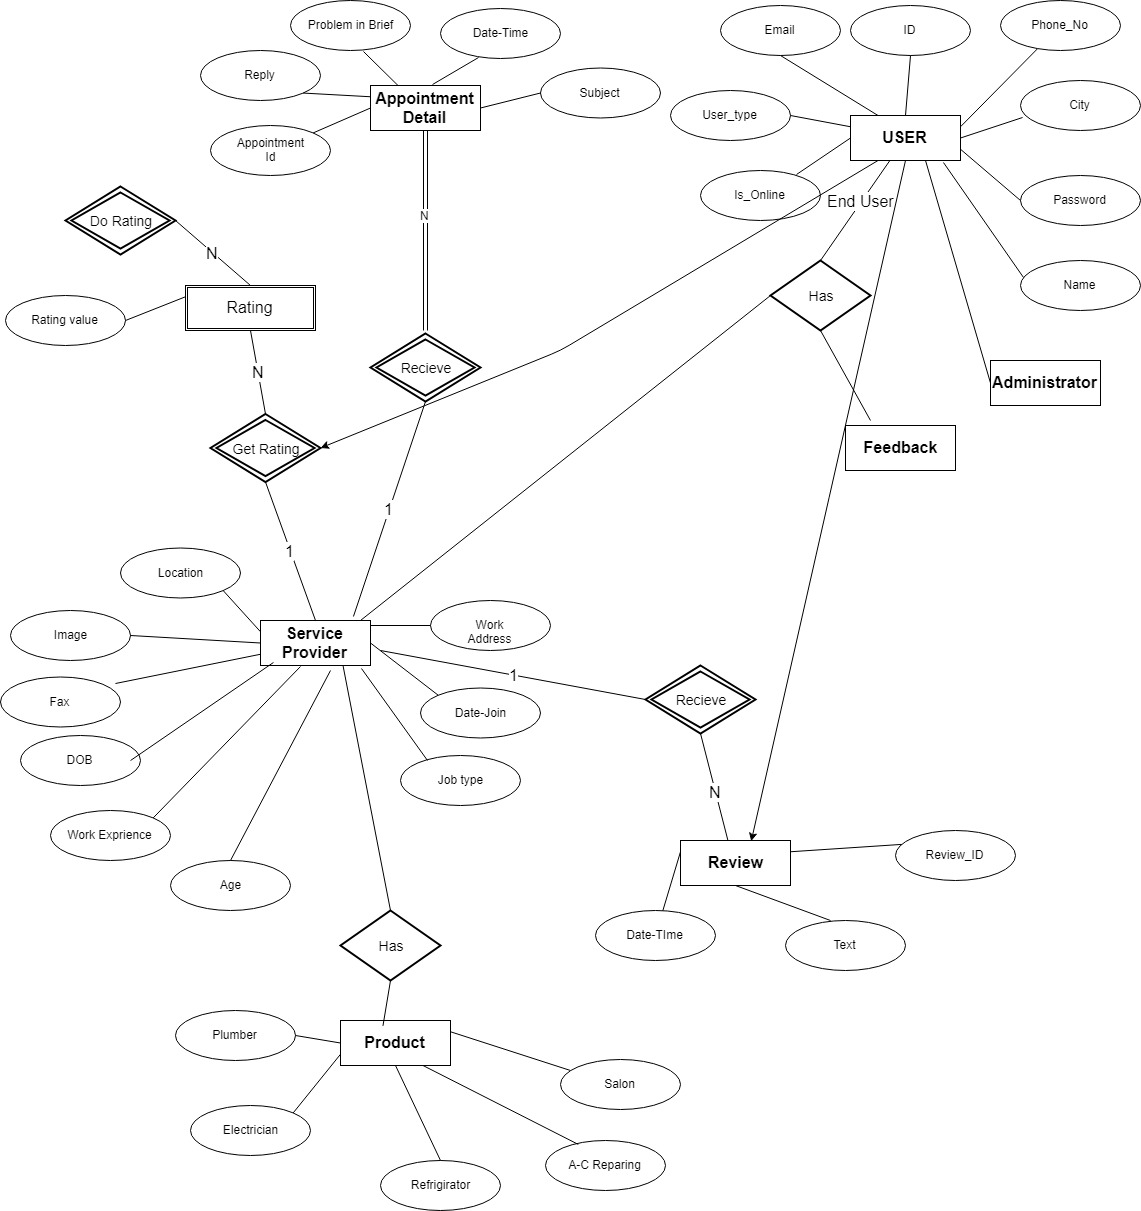 Problem in Brief
Date-Time
Reply
Subject
Appointment
Detail
Appointment
Id
Email
ID
Phone_No
User_type
City
USER
Is_Online
End User
Password
Name
Do Rating
N
N
Rating value
Rating
Has
N
Recieve
Administrator
Get Rating
Feedback
1
1
Location
Image
Service
Provider
Work
Address
Fax
1
Recieve
Date-Join
DOB
Job type
N
Work Exprience
Age
Review
Review_ID
Date-TIme
Text
Has
Plumber
Product
Salon
Electrician
A-C Reparing
Refrigirator